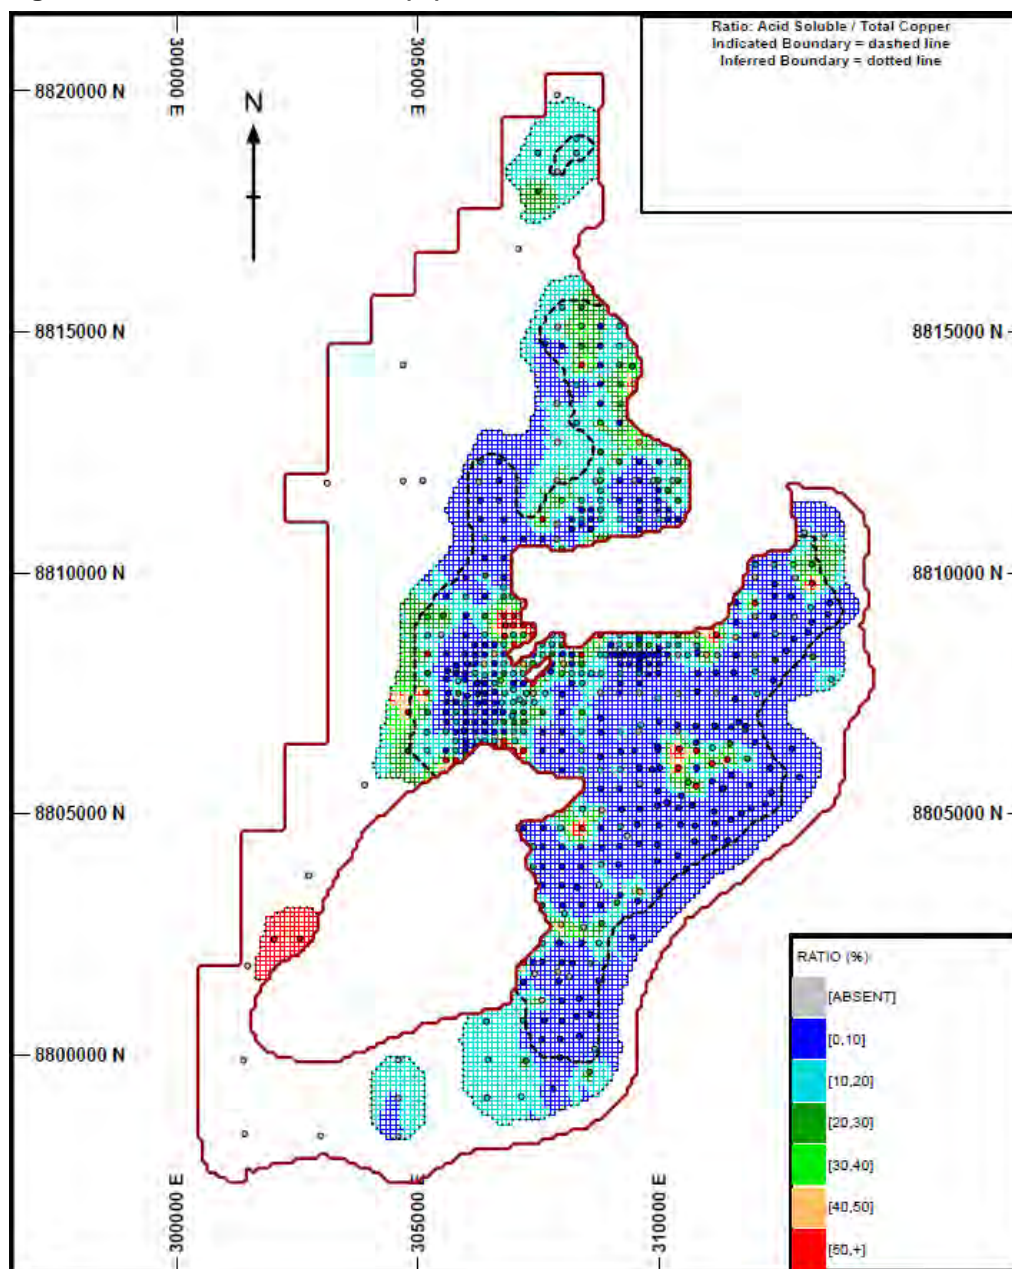 Ratio: Acid Soluble / Total Copper
Indicated Boundary = dashed line
Inferred Boundary = dotted line
300000 E
305000 E
8820000 N
N
8815000 N
8815000 N
8810000 N
8810000 N
8805000 N
8805000 N
8800000 N
300000 E
305000 E
310000 E
RATIO (%)
[ABSENT]
[0,10]
[10,20]
[20,30]
[30,40]
[40,50]
[50,+]